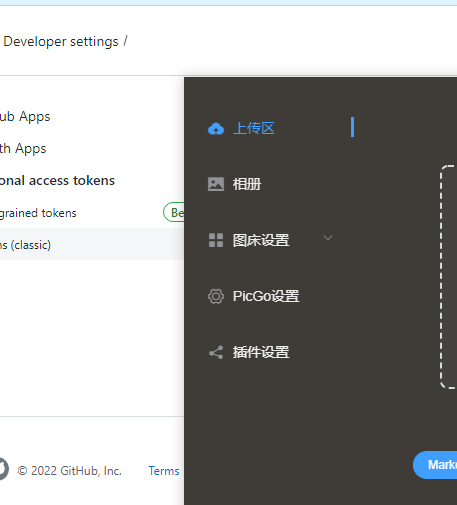 Developer settings /
ub Apps
th Apps
onal access tokens
grained tokens
Be
ns (classic)
© 2022 GitHub, Inc.
Terms
上传区
相册
图床设置
PicGo设置
插件设置
Marke